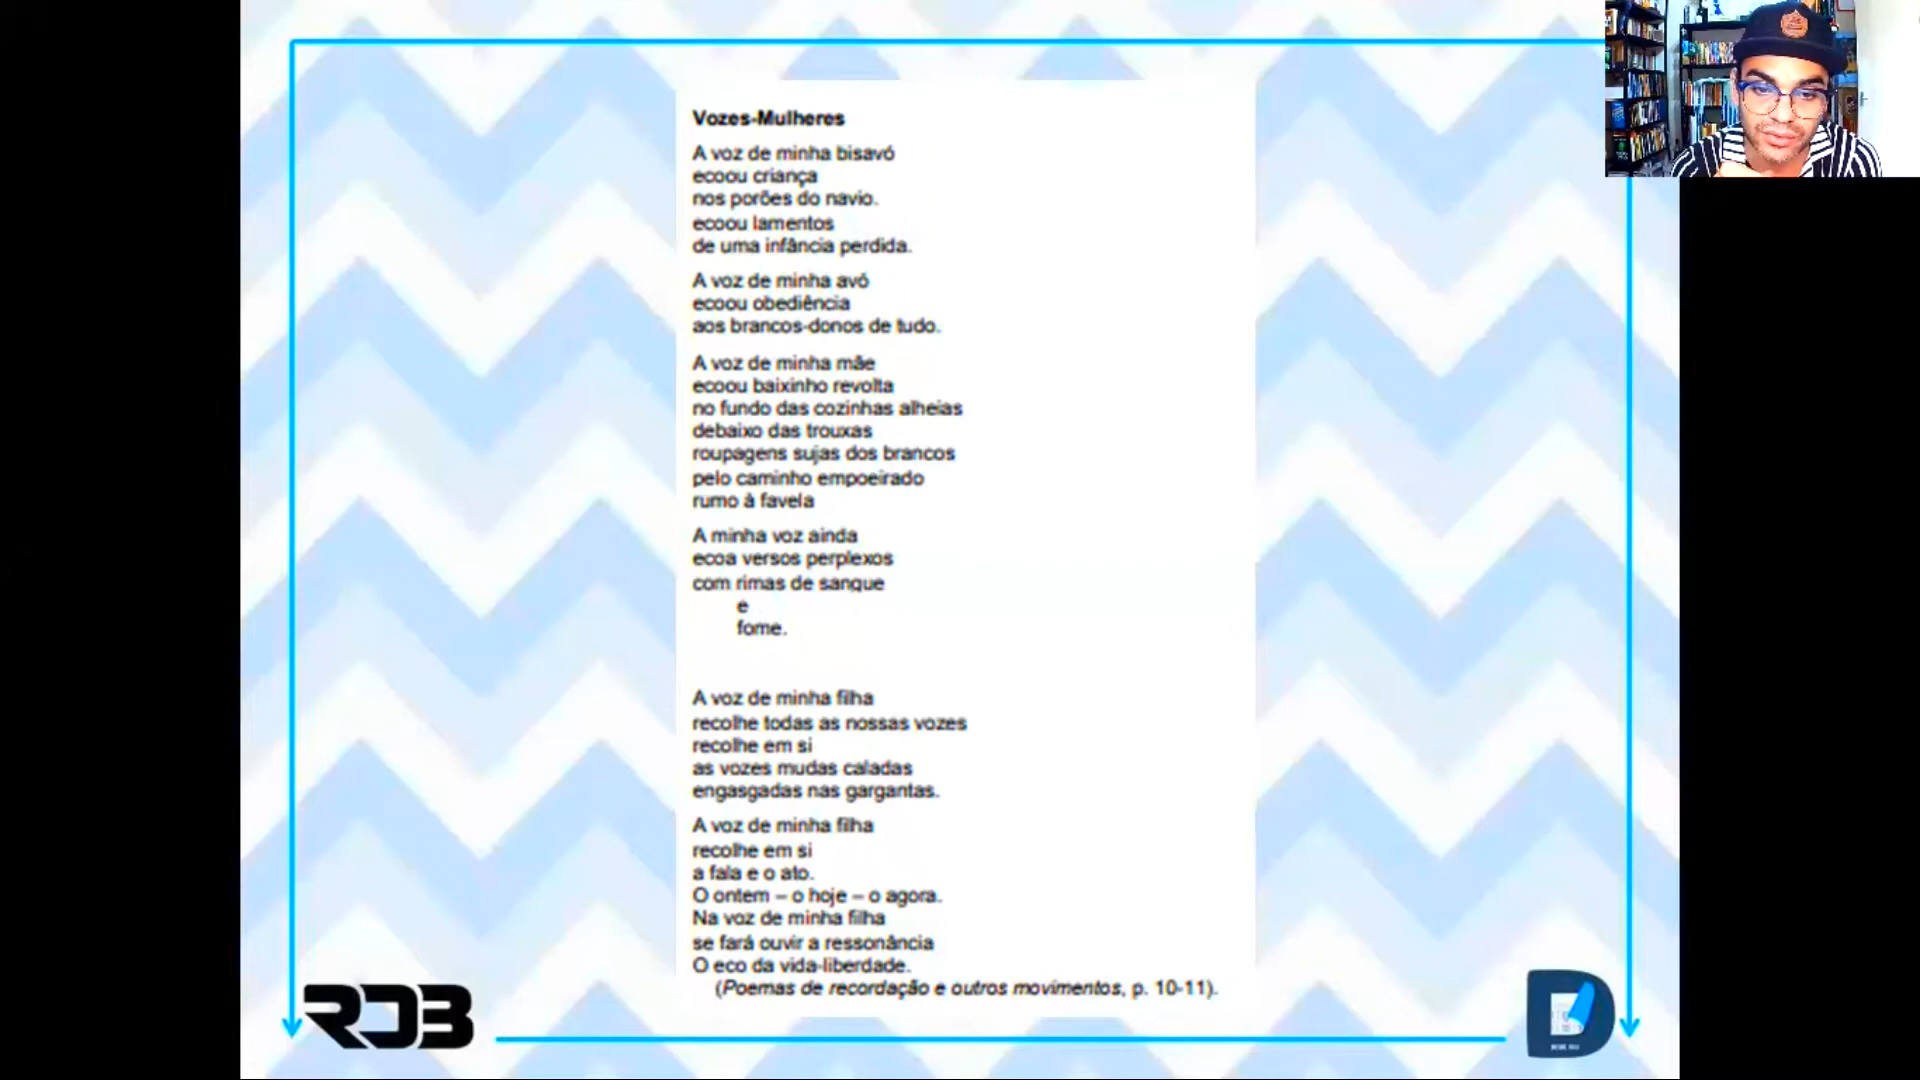 Vozes-Mulheres
A voz de minha bisavó
ecoou criança
nos porões do navio.
ecoou lamentos
de uma infância perdida.
A voz de minha avó
ecoou obediência
aos brancos-donos de tudo.
A voz de minha mãe
ecoou baixinho revolta
no fundo das cozinhas alheias
debaixo das trouxas
roupagens sujas dos brancos
pelo caminho empoeirado
rumo à favela
A minha voz ainda
ecoa versos perplexos
com rimas de sangue
e
fome.
A voz de minha filha
recolhe todas as nossas vozes
recolhe em si
as vozes mudas caladas
engasgadas nas gargantas.
A voz de minha filha
recolhe em si
a fala e o ato.
O ontem – o hoje – o agora.
Na voz de minha filha
se fará ouvir a ressonância
O eco da vida-liberdade.
(Poemas de recordação e outros movimentos, p. 10-11).
RDB
D